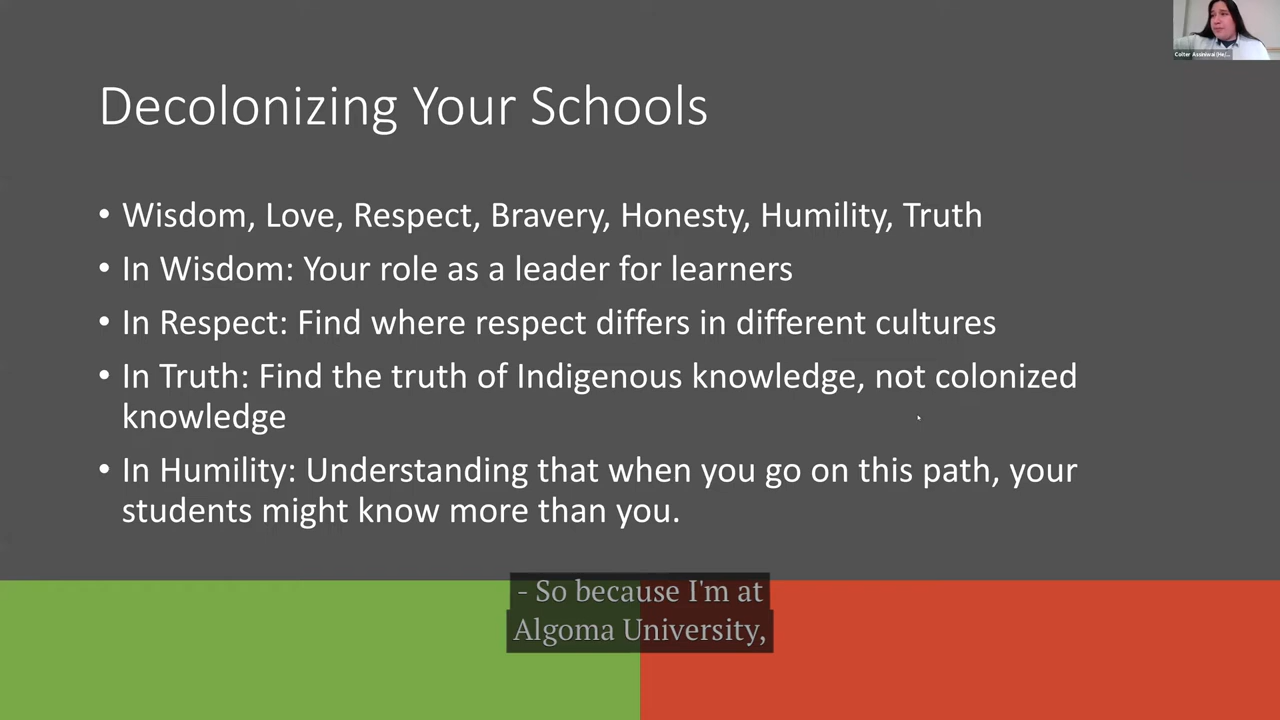 Colter Assiniwai (He/...
Decolonizing Your Schools
• Wisdom, Love, Respect, Bravery, Honesty, Humility, Truth
• In Wisdom: Your role as a leader for learners
• In Respect: Find where respect differs in different cultures
• In Truth: Find the truth of Indigenous knowledge, not colonized
knowledge
• In Humility: Understanding that when you go on this path, your
students might know more than you.
- So because I'm at
Algoma University,